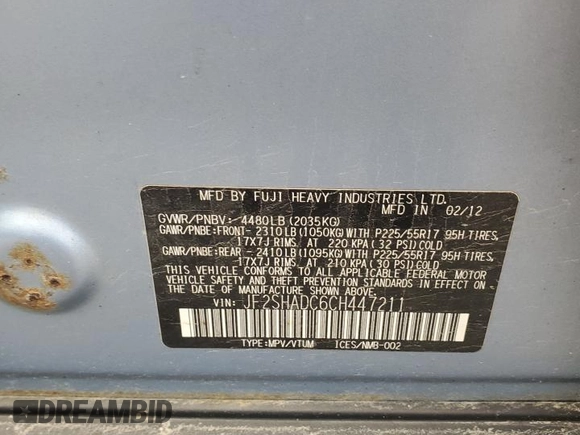 MFD BY FUJI HEAVY INDUSTRIES LTD.
MFD IN 02/12
GVWR/PNBV: 4480LB(2035KG)
GAWR/PNBE:FRONT- 2310LB(1050KG)WITH P225/55R17 95H TIRES,
17X7J RIMS, AT 220 KPA( 32 PSI)COLD
GAWR/PNBE:REAR - 2410LB(1095KG)WITH P225/55R17 95H TIRES,
17X7J RIMS, AT 210 KPA( 30 PSI)COLD
THIS VEHICLE CONFORMS TO ALL APPLICABLE FEDERAL MOTOR
VEHICLE SAFETY AND THEFT PREVENTION STANDARDS IN EFFECT
ON THE DATE OF MANUFACTURE SHOWN ABOVE.
VIN: JF2SHADC6CH447211
TYPE:MPV/VTUM ICES/NMB-002
DREAMBID